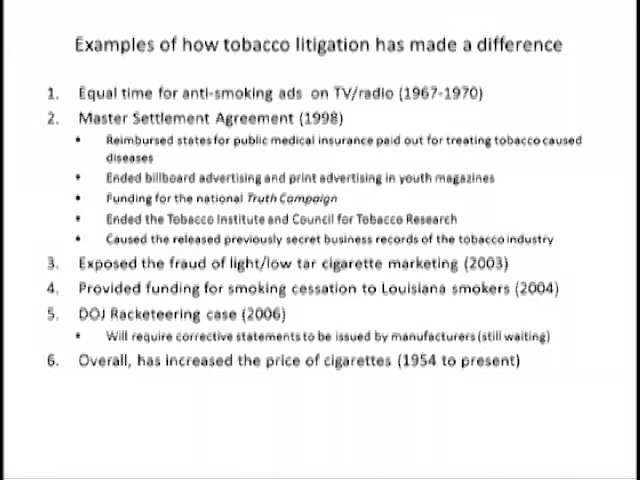 Examples of how tobacco litigation has made a difference
1. Equal time for anti-smoking ads on TV/radio (1967-1970)
2. Master Settlement Agreement (1998)
• Reimbursed states for public medical insurance paid out for treating tobacco caused
diseases
• Ended billboard advertising and print advertising in youth magazines
• Funding for the national Truth Campaign
• Ended the Tobacco Institute and Council for Tobacco Research
• Caused the released previously secret business records of the tobacco industry
3. Exposed the fraud of light/low tar cigarette marketing (2003)
4. Provided funding for smoking cessation to Louisiana smokers (2004)
5. DOJ Racketeering case (2006)
• Will require corrective statements to be issued by manufacturers (still waiting)
6. Overall, has increased the price of cigarettes (1954 to present)